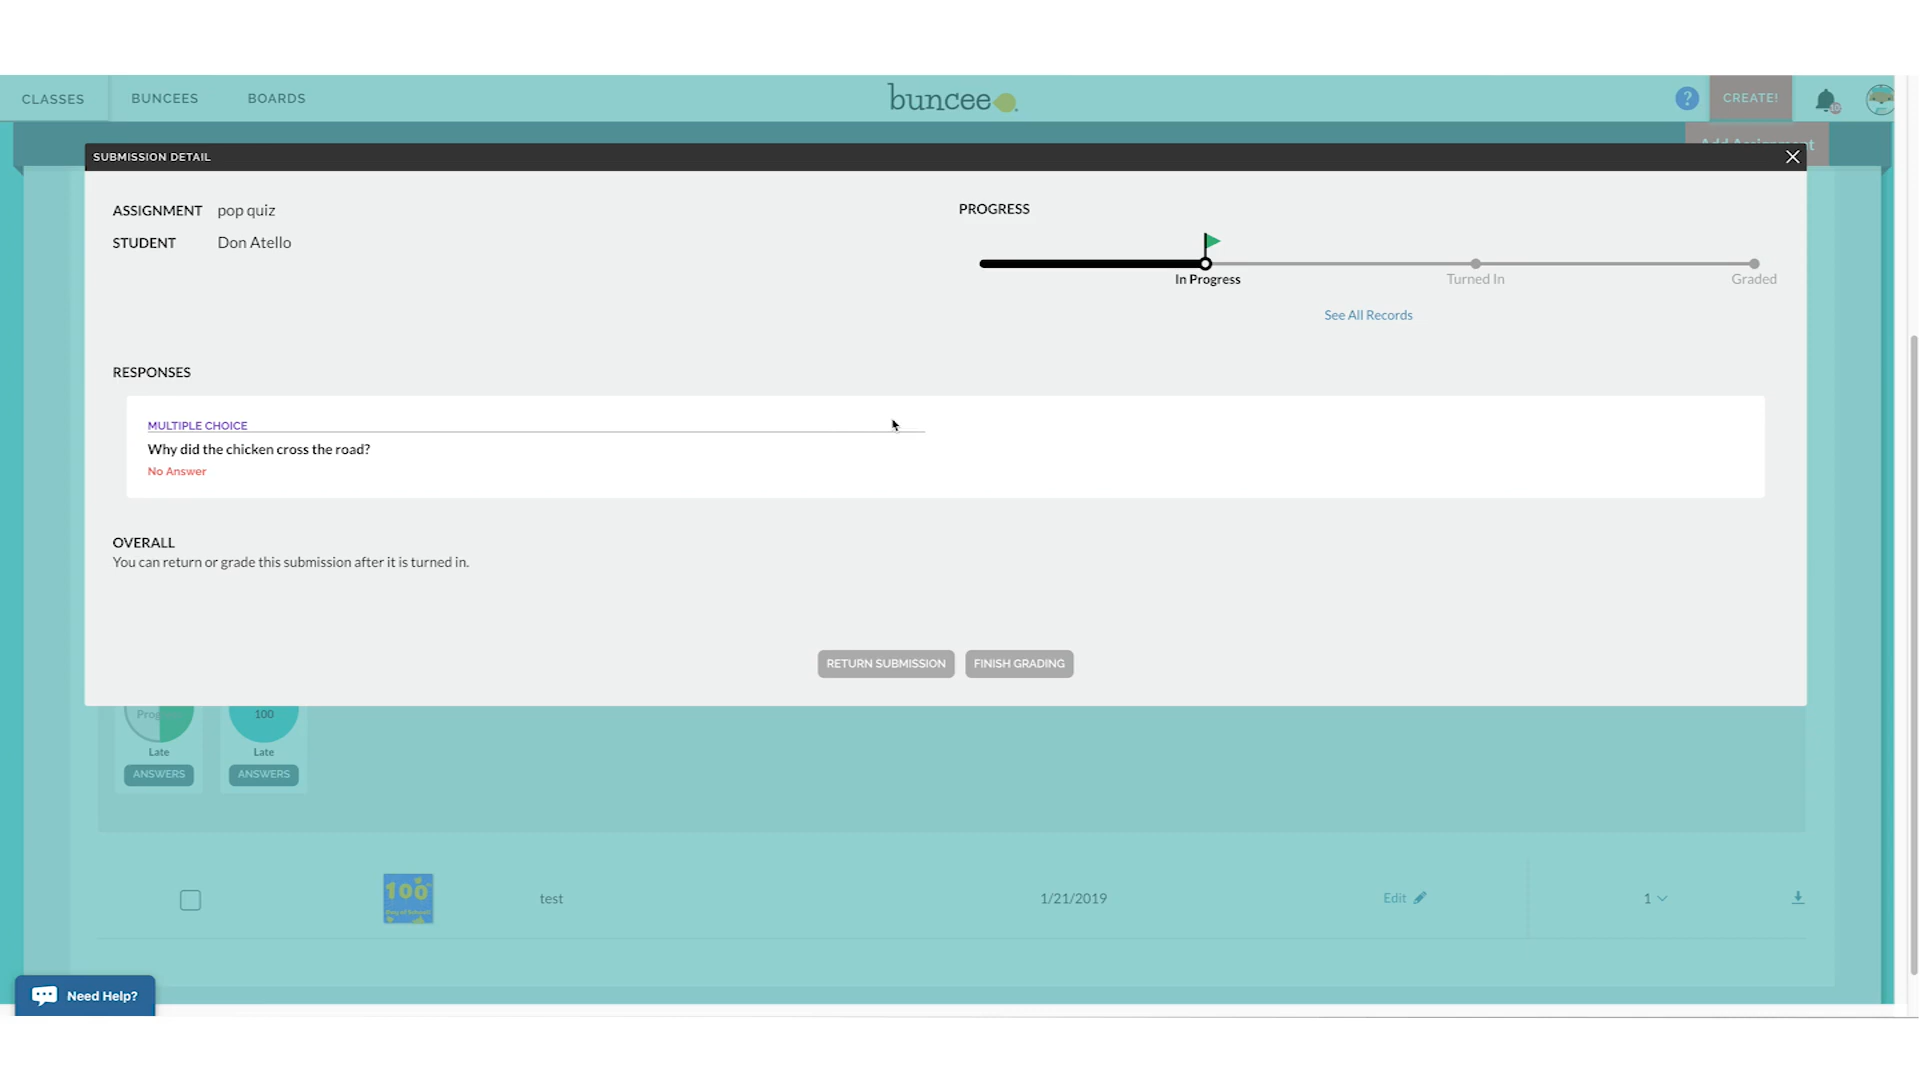 CLASSES
BUNCEES
BOARDS
buncee
?
CREATE!
SUBMISSION DETAIL
ASSIGNMENT pop quiz
STUDENT Don Atello
PROGRESS
In Progress
Turned In
Graded
See All Records
RESPONSES
MULTIPLE CHOICE
Why did the chicken cross the road?
No Answer
OVERALL
You can return or grade this submission after it is turned in.
RETURN SUBMISSION
FINISH GRADING
100
Late
Late
ANSWERS
ANSWERS
100
test
1/21/2019
Edit
1
Need Help?